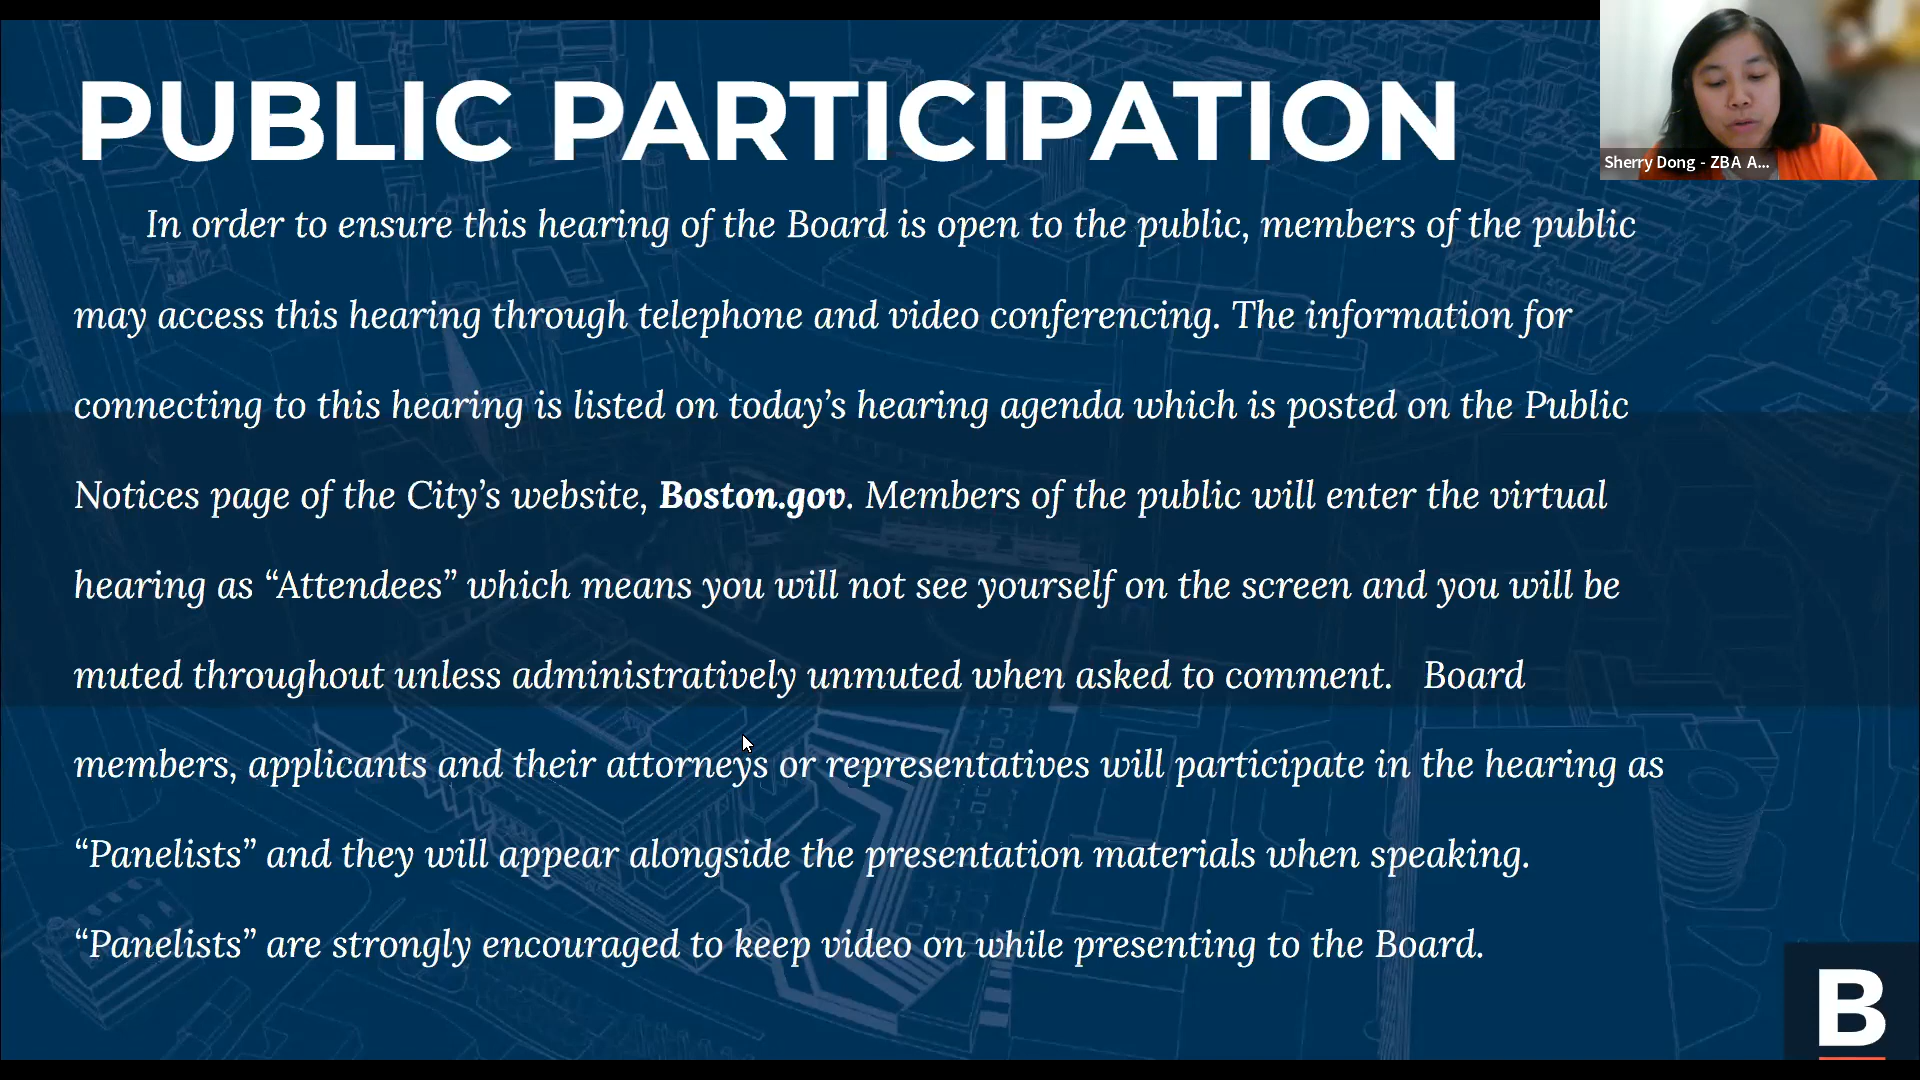 PUBLIC PARTICIPATION
Sherry Dong - ZBA A...
In order to ensure this hearing of the Board is open to the public, members of the public
may access this hearing through telephone and video conferencing. The information for
connecting to this hearing is listed on today’s hearing agenda which is posted on the Public
Notices page of the City’s website, Boston.gov. Members of the public will enter the virtual
hearing as “Attendees” which means you will not see yourself on the screen and you will be
muted throughout unless administratively unmuted when asked to comment.   Board
members, applicants and their attorneys or representatives will participate in the hearing as
“Panelists” and they will appear alongside the presentation materials when speaking.
“Panelists” are strongly encouraged to keep video on while presenting to the Board.
B